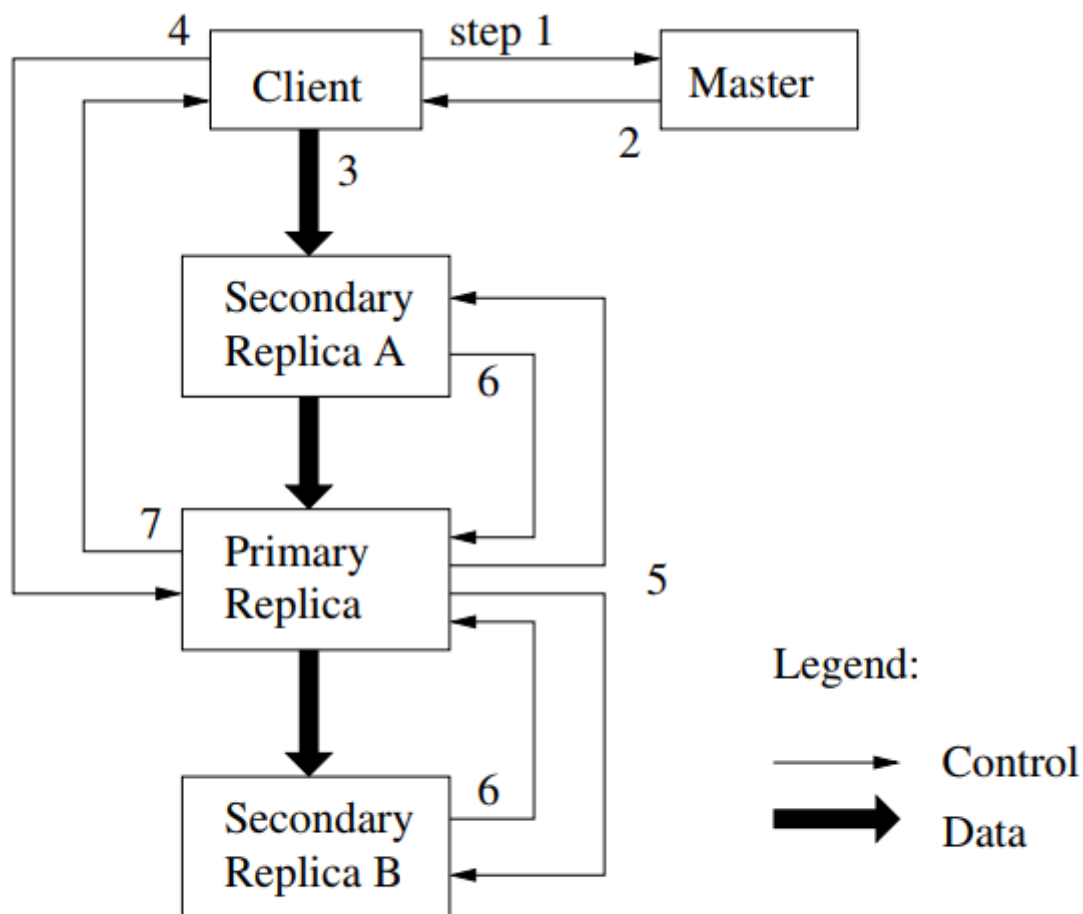 4
step 1
Client
Master
2
3
Secondary
Replica A
6
7
Primary
Replica
5
Legend:
Control
6
Secondary
Replica B
Data